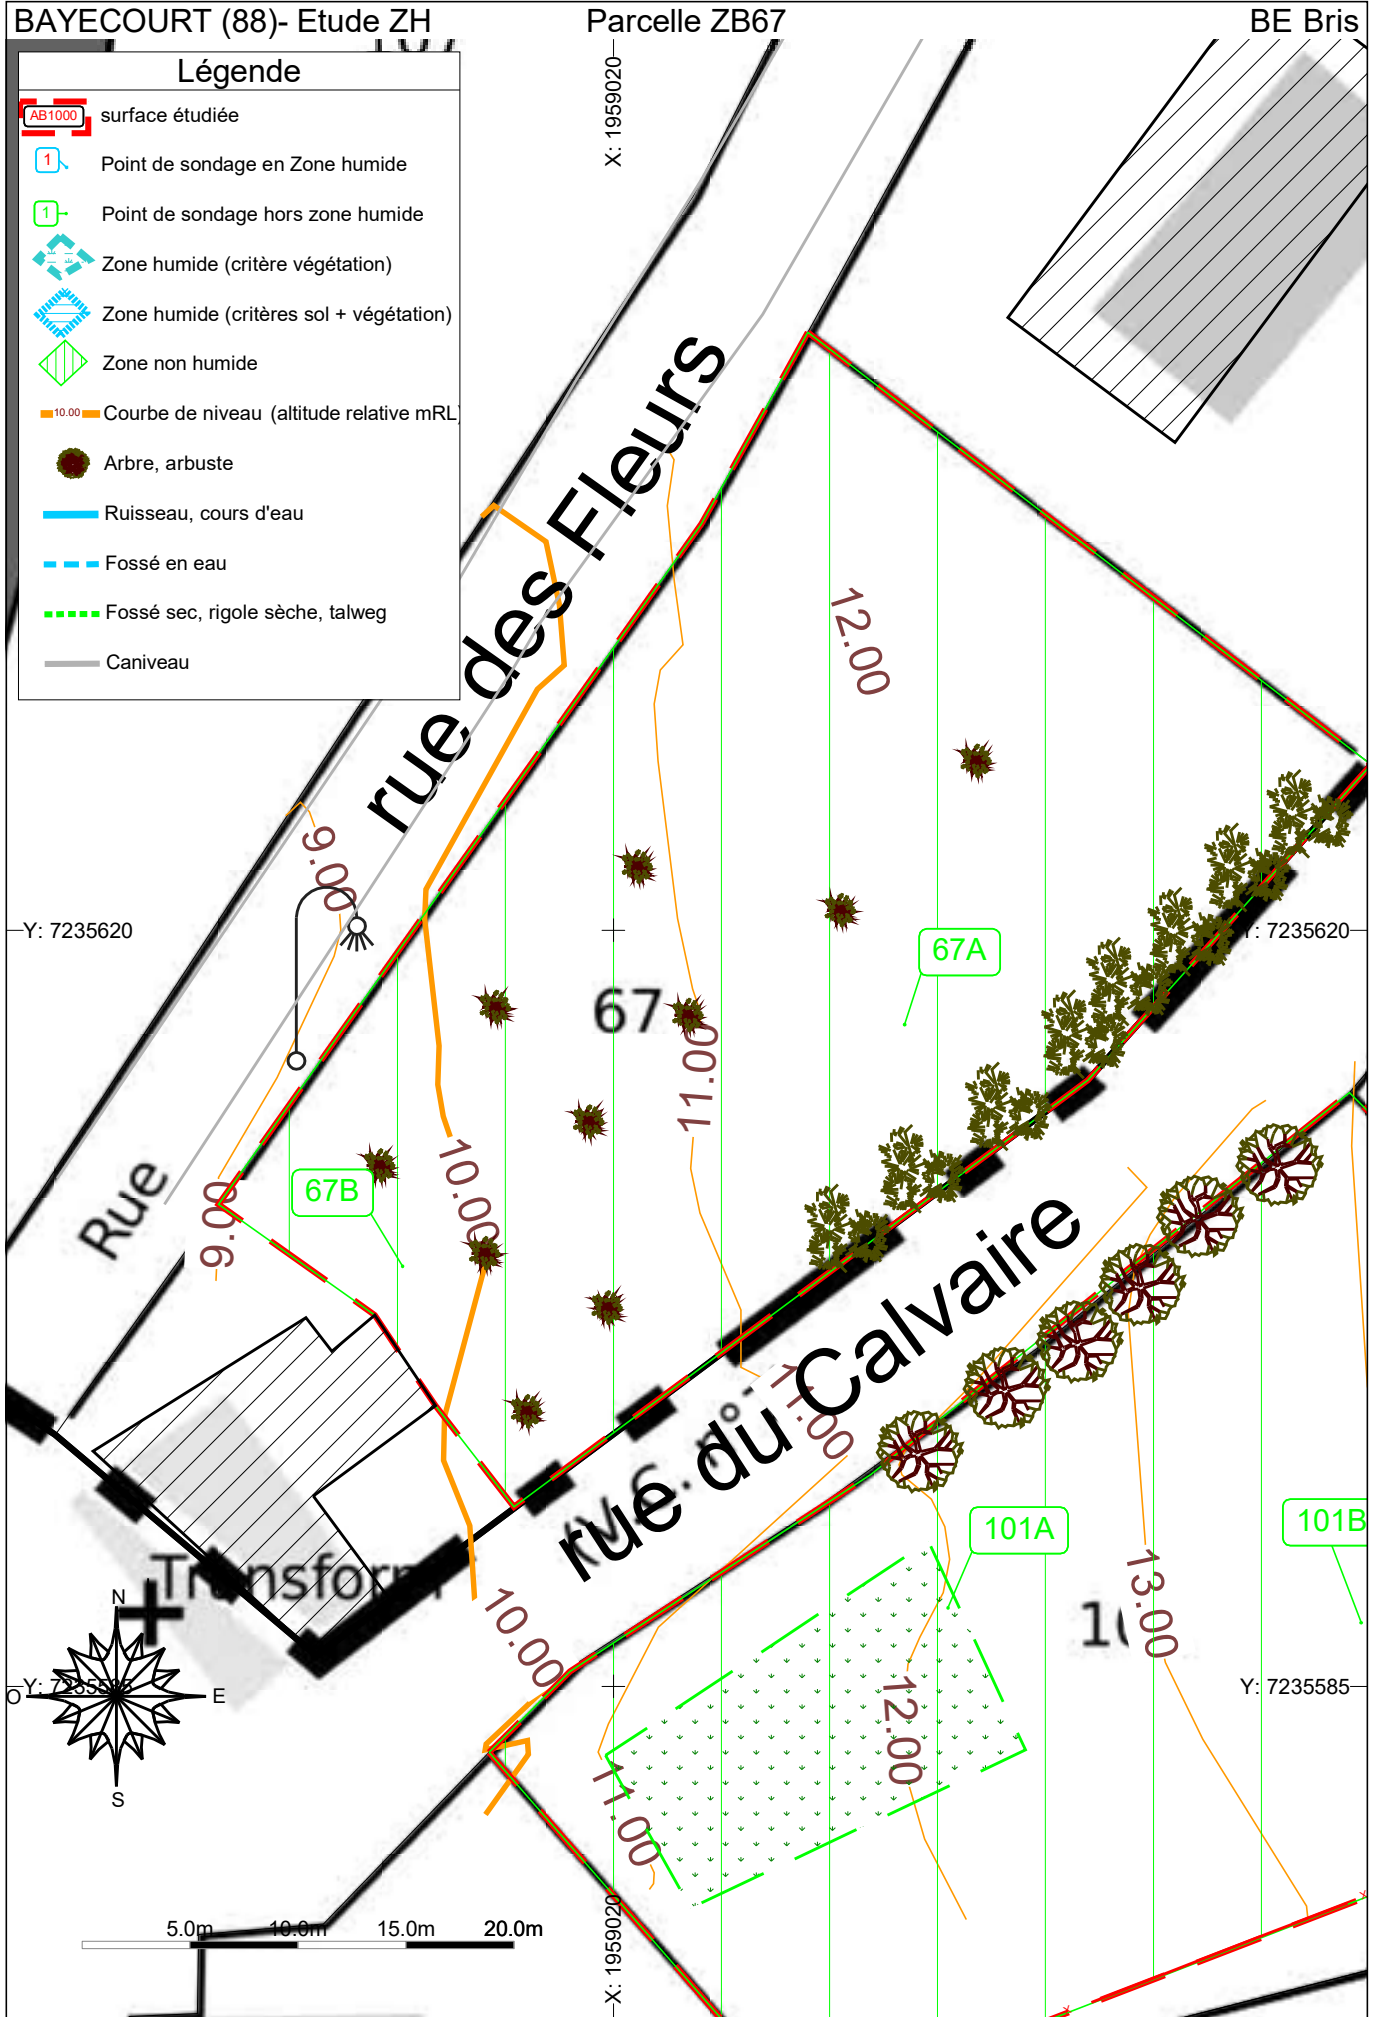 BAYECOURT (88)- Etude ZH Parcelle ZB67 BE Bris
Légende
AB1000 surface étudiée
1 Point de sondage en Zone humide
1 Point de sondage hors zone humide
Zone humide (critère végétation)
Zone humide (critères sol + végétation)
Zone non humide
10.00 Courbe de niveau (altitude relative mRL)
Arbre, arbuste
Ruisseau, cours d'eau
Fossé en eau
Fossé sec, rigole sèche, talweg
Caniveau
X: 1959020
rue des Fleurs
12.00
9.00
Y: 7235620
67A
Y: 7235620
67
11.00
10.00
67B
Rue
9.00
rue du Calvaire
11.00
101A
101B
Transform
13.00
10.00
N
O
E
S
Y: 7235585
Y: 7235585
12.00
11.00
5.0m 10.0m 15.0m 20.0m
X: 1959020